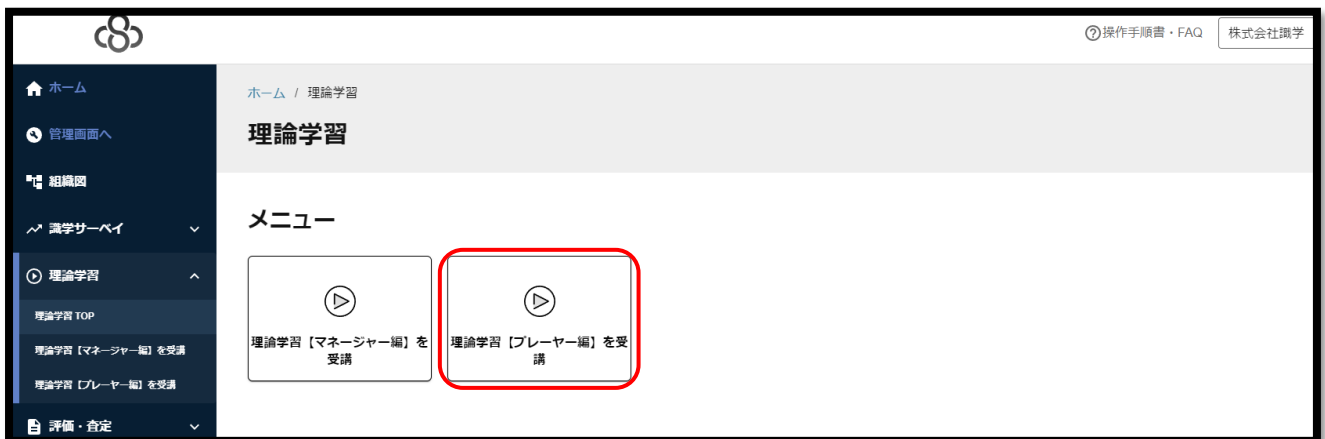 操作手順書・FAQ
株式会社識学
ホーム
管理画面へ
組織図
識学サーベイ
理論学習
理論学習 TOP
理論学習【マネージャー編】を受講
理論学習【プレーヤー編】を受講
評価・査定
ホーム / 理論学習
理論学習
メニュー
理論学習【マネージャー編】を
受講
理論学習【プレーヤー編】を受
講